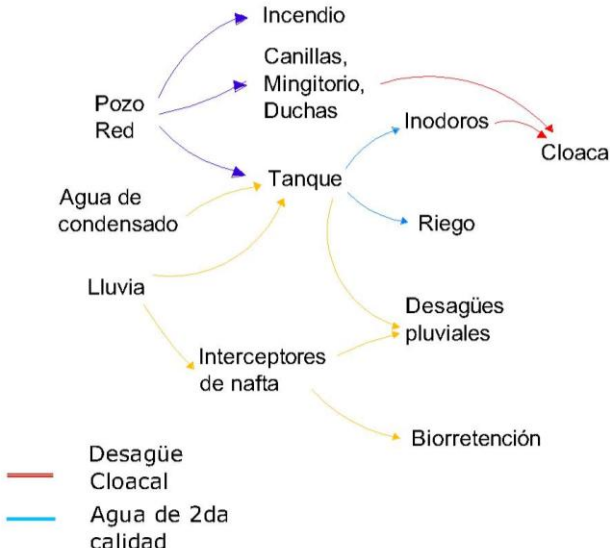 Incendio
Canillas,
Mingitorio,
Duchas
Pozo
Red
Inodoros
Cloaca
Tanque
Agua de
condensado
Riego
Lluvia
Desagües
pluviales
Interceptores
de nafta
Biorretención
Desagüe
Cloacal
Agua de 2da
calidad